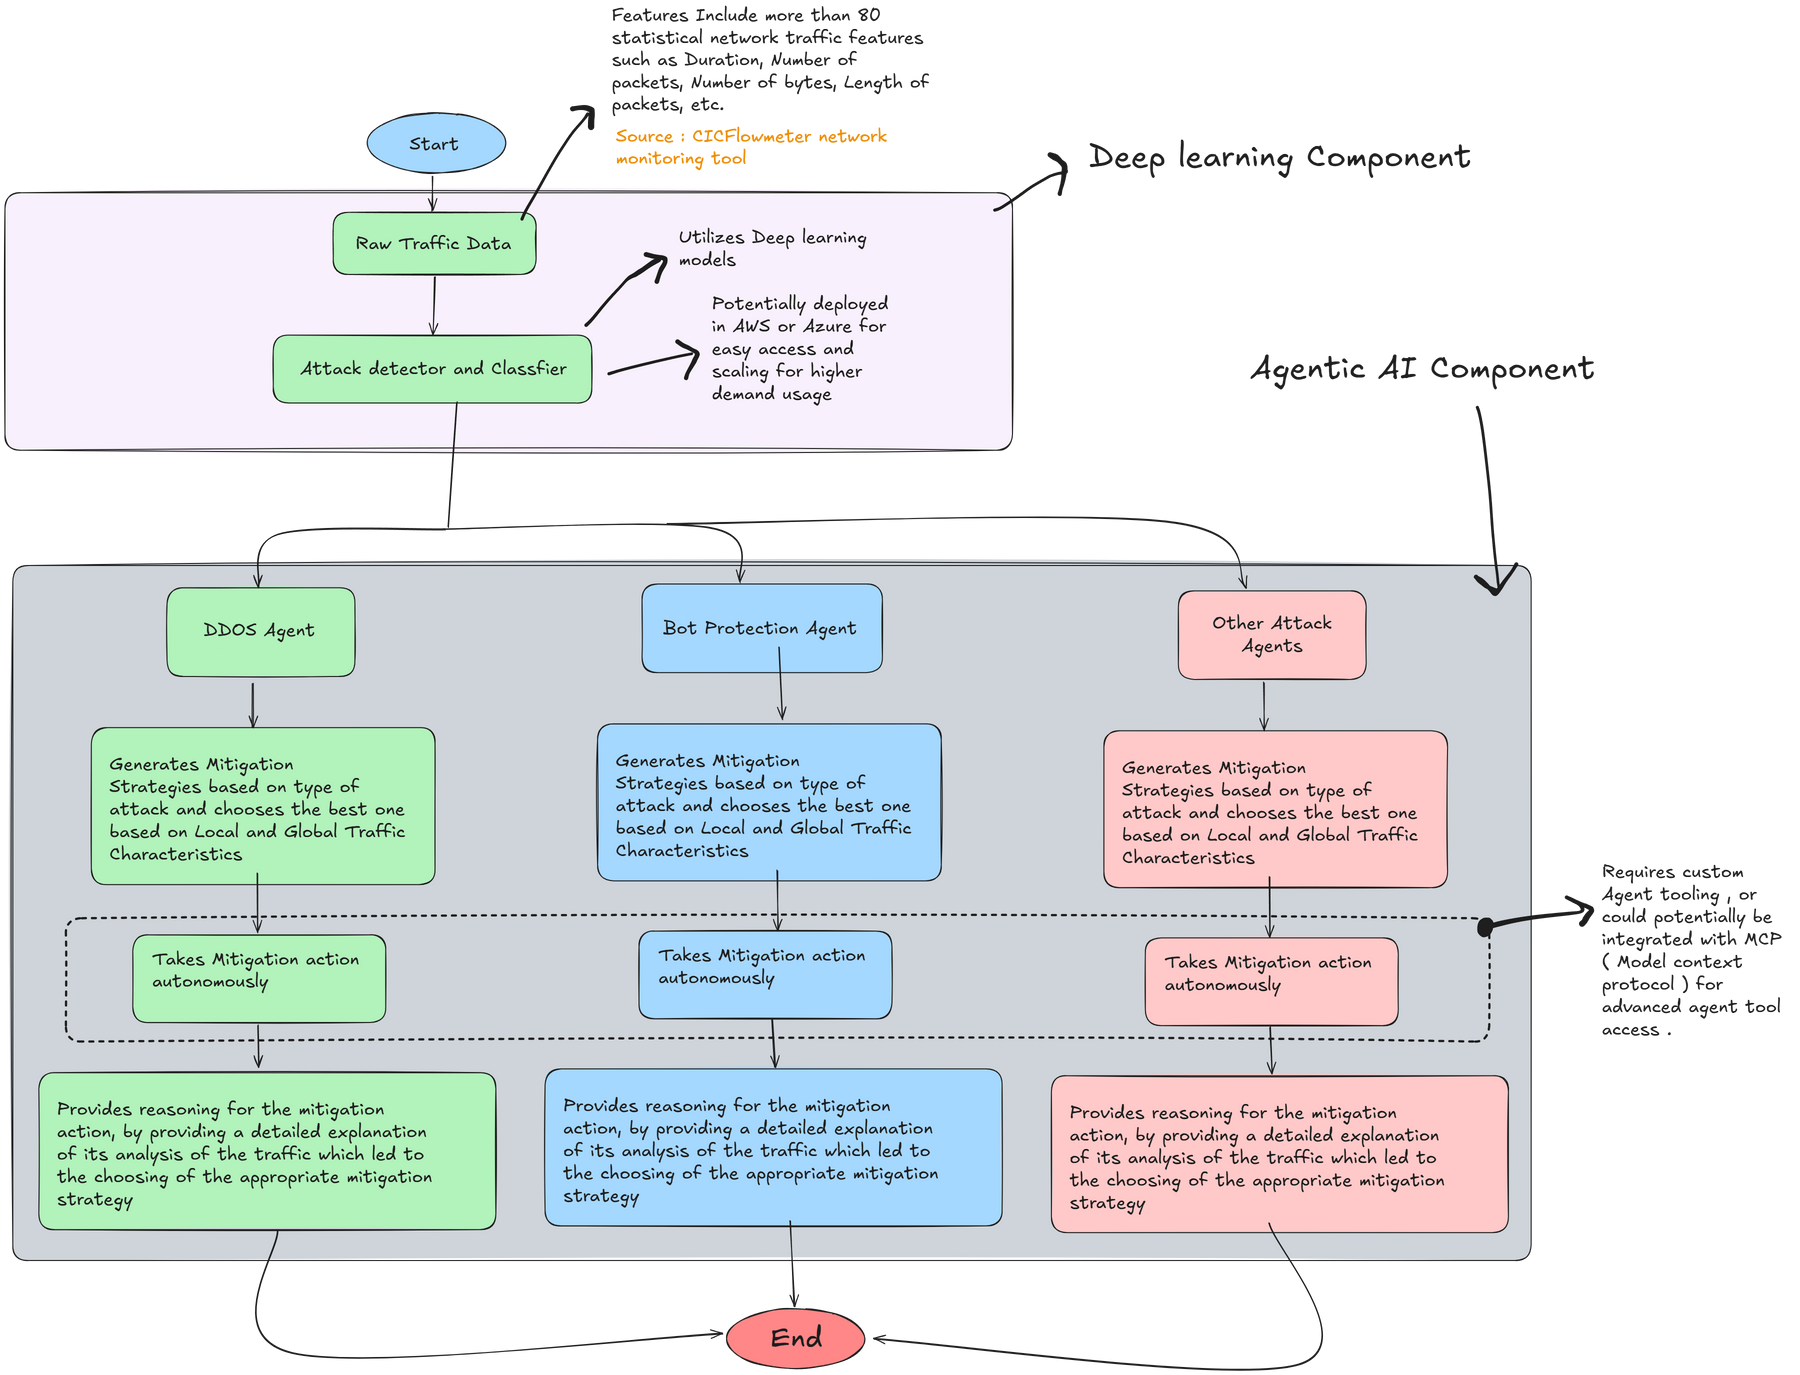 Features Include more than 80
statistical network traffic features
such as Duration, Number of
packets, Number of bytes, Length of
packets, etc.
Source : CICFlowmeter network
monitoring tool
Start
Deep learning Component
Raw Traffic Data
Utilizes Deep learning
models
Potentially deployed
in AWS or Azure for
easy access and
scaling for higher
demand usage
Attack detector and Classfier
Agentic AI Component
DDOS Agent
Bot Protection Agent
Other Attack
Agents
Generates Mitigation
Strategies based on type of
attack and chooses the best one
based on Local and Global Traffic
Characteristics
Generates Mitigation
Strategies based on type of
attack and chooses the best one
based on Local and Global Traffic
Characteristics
Generates Mitigation
Strategies based on type of
attack and chooses the best one
based on Local and Global Traffic
Characteristics
Requires custom
Agent tooling , or
could potentially be
integrated with MCP
( Model context
protocol ) for
advanced agent tool
access .
Takes Mitigation action
autonomously
Takes Mitigation action
autonomously
Takes Mitigation action
autonomously
Provides reasoning for the mitigation
action, by providing a detailed explanation
of its analysis of the traffic which led to
the choosing of the appropriate mitigation
strategy
Provides reasoning for the mitigation
action, by providing a detailed explanation
of its analysis of the traffic which led to
the choosing of the appropriate mitigation
strategy
Provides reasoning for the mitigation
action, by providing a detailed explanation
of its analysis of the traffic which led to
the choosing of the appropriate mitigation
strategy
End